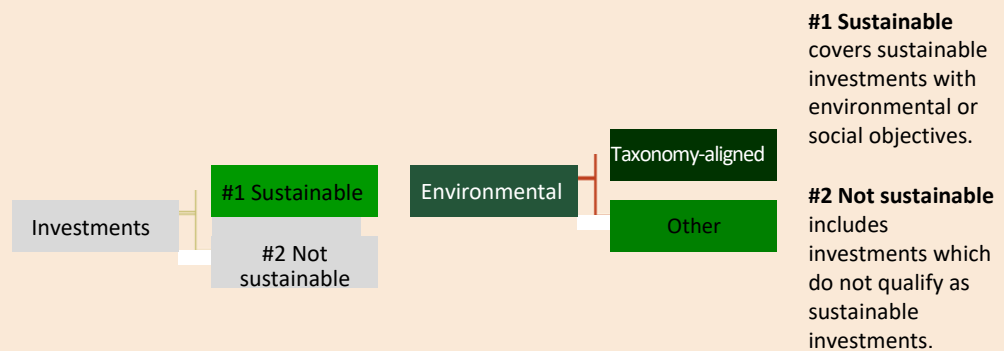 Investments
#1 Sustainable
#2 Not
sustainable
Environmental
Taxonomy-aligned
Other
#1 Sustainable
covers sustainable
investments with
environmental or
social objectives.
#2 Not sustainable
includes
investments which
do not qualify as
sustainable
investments.